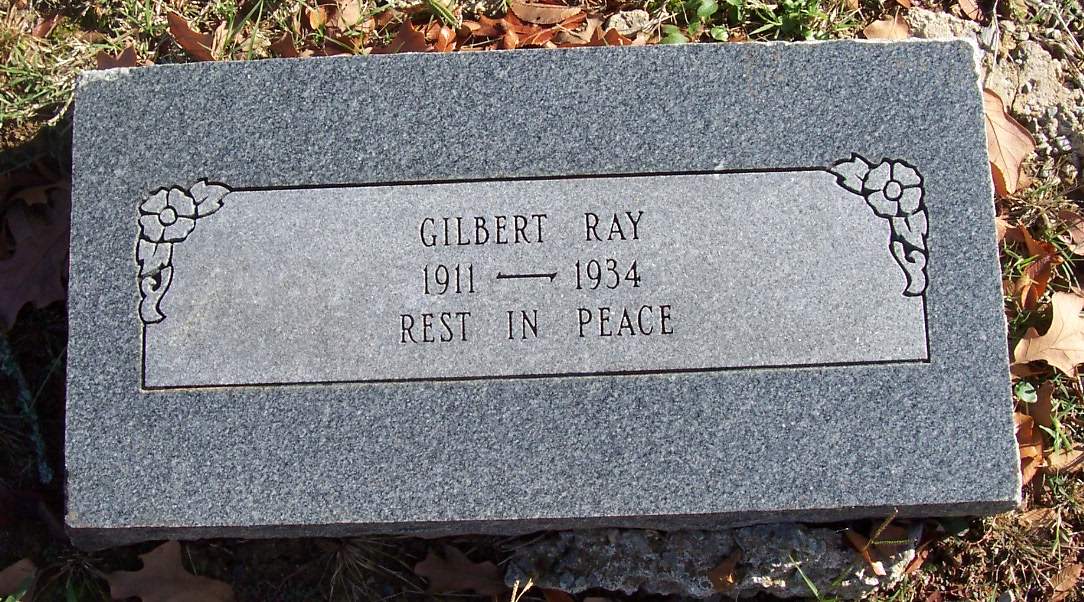 GILBERT RAY
1911 — 1934
REST IN PEACE